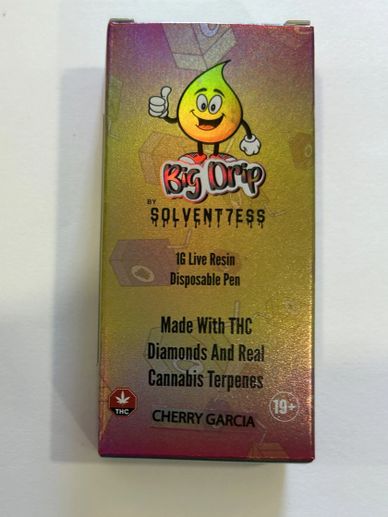 Big Drip
BY
SOLVENT7ESS
1G Live Resin
Disposable Pen
Made With THC
Diamonds And Real
Cannabis Terpenes
THC
19+
CHERRY GARCIA